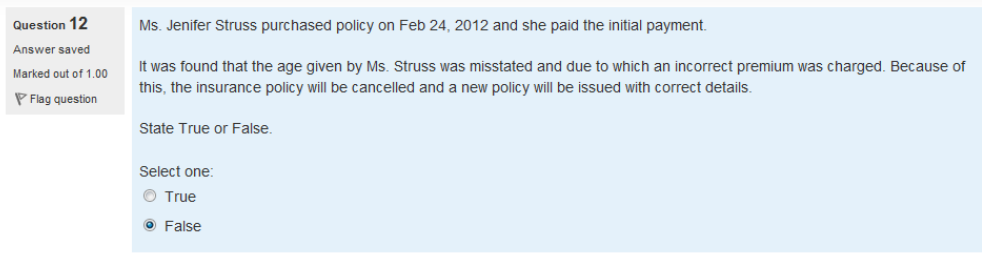 Question 12
Answer saved
Marked out of 1.00
Flag question
Ms. Jenifer Struss purchased policy on Feb 24, 2012 and she paid the initial payment.
It was found that the age given by Ms. Struss was misstated and due to which an incorrect premium was charged. Because of
this, the insurance policy will be cancelled and a new policy will be issued with correct details.
State True or False.
Select one:
True
False